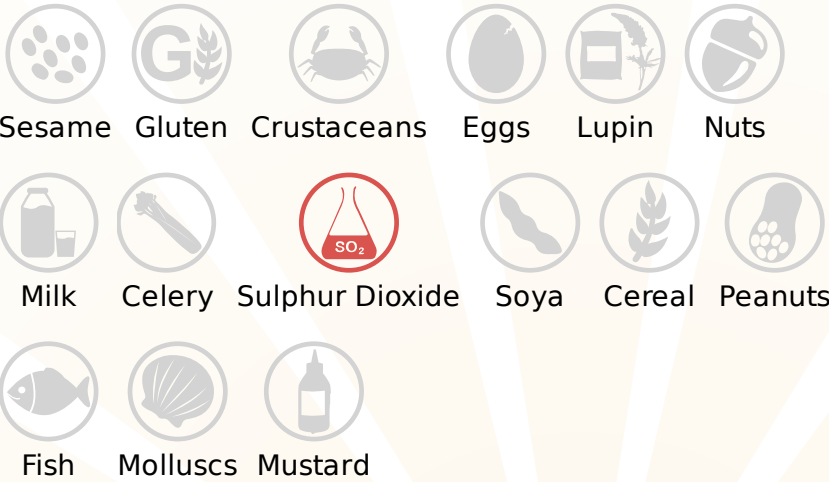 G
Sesame Gluten Crustaceans Eggs Lupin Nuts
SO₂
Milk Celery Sulphur Dioxide Soya Cereal Peanuts
Fish Molluscs Mustard